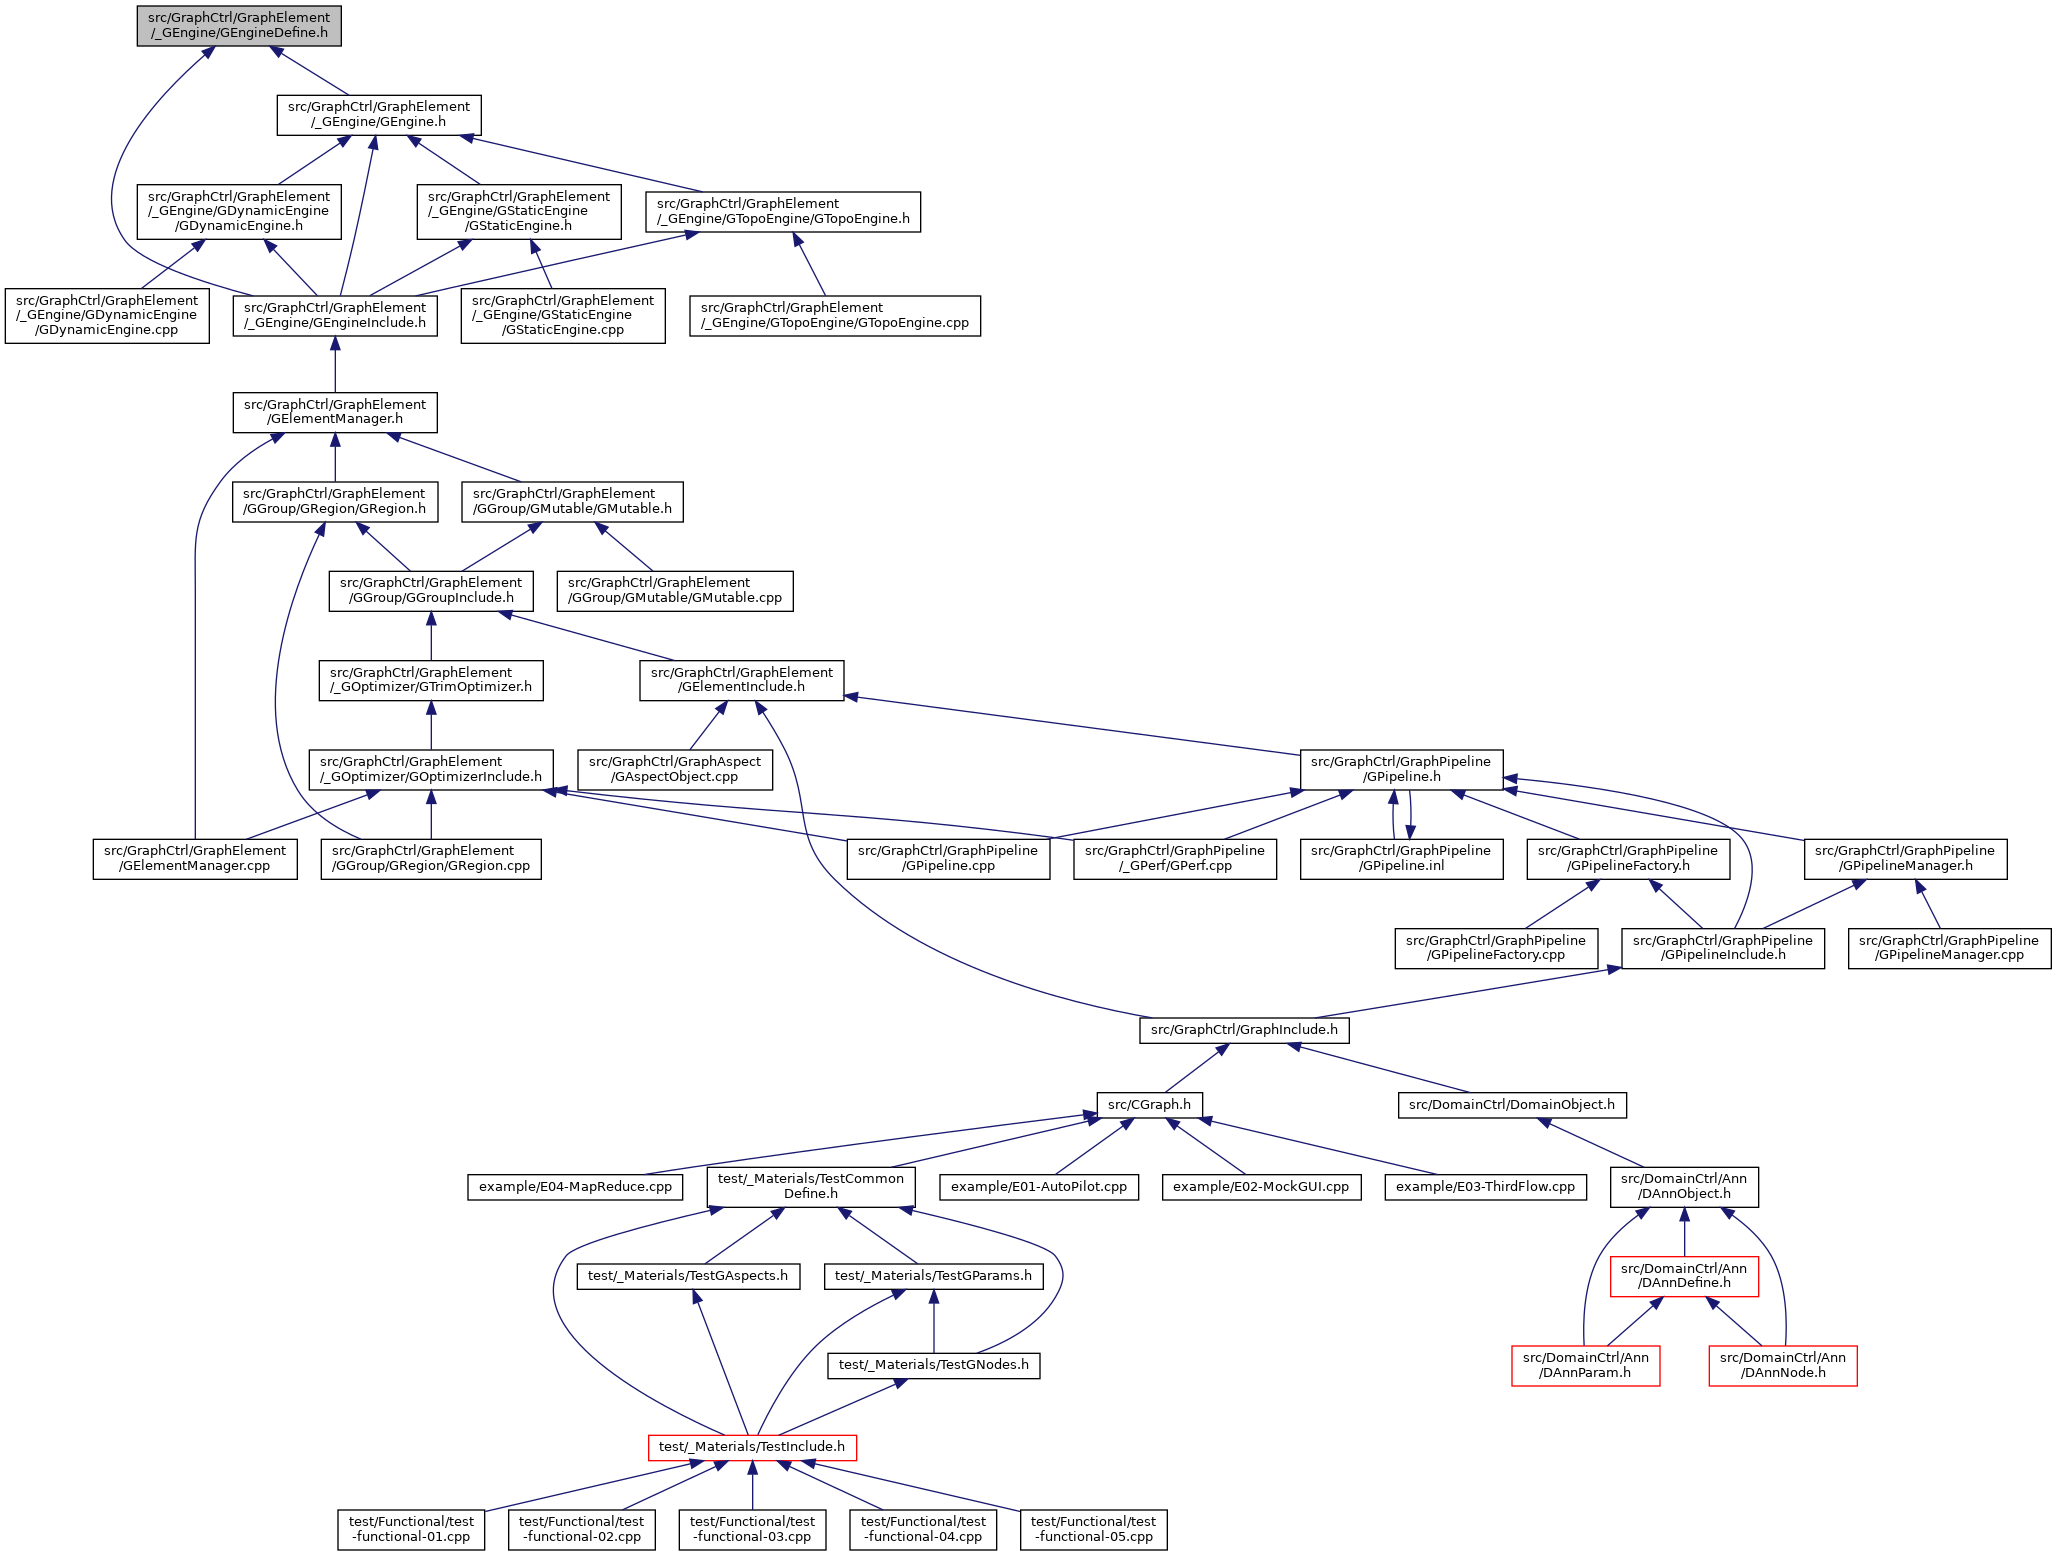 src/GraphCtrl/GraphElement
/_GEngine/GEngineDefine.h
src/GraphCtrl/GraphElement
/_GEngine/GEngine.h
src/GraphCtrl/GraphElement
/_GEngine/GDynamicEngine
/GDynamicEngine.h
src/GraphCtrl/GraphElement
/_GEngine/GStaticEngine
/GStaticEngine.h
src/GraphCtrl/GraphElement
/_GEngine/GTopoEngine/GTopoEngine.h
src/GraphCtrl/GraphElement
/_GEngine/GDynamicEngine
/GDynamicEngine.cpp
src/GraphCtrl/GraphElement
/_GEngine/GEngineInclude.h
src/GraphCtrl/GraphElement
/_GEngine/GStaticEngine
/GStaticEngine.cpp
src/GraphCtrl/GraphElement
/_GEngine/GTopoEngine/GTopoEngine.cpp
src/GraphCtrl/GraphElement
/GElementManager.h
src/GraphCtrl/GraphElement
/GGroup/GRegion/GRegion.h
src/GraphCtrl/GraphElement
/GGroup/GMutable/GMutable.h
src/GraphCtrl/GraphElement
/GGroup/GGroupInclude.h
src/GraphCtrl/GraphElement
/GGroup/GMutable/GMutable.cpp
src/GraphCtrl/GraphElement
/_GOptimizer/GTrimOptimizer.h
src/GraphCtrl/GraphElement
/GElementInclude.h
src/GraphCtrl/GraphElement
/_GOptimizer/GOptimizerInclude.h
src/GraphCtrl/GraphAspect
/GAspectObject.cpp
src/GraphCtrl/GraphPipeline
/GPipeline.h
src/GraphCtrl/GraphElement
/GElementManager.cpp
src/GraphCtrl/GraphElement
/GGroup/GRegion/GRegion.cpp
src/GraphCtrl/GraphPipeline
/GPipeline.cpp
src/GraphCtrl/GraphPipeline
/_GPerf/GPerf.cpp
src/GraphCtrl/GraphPipeline
/GPipeline.inl
src/GraphCtrl/GraphPipeline
/GPipelineFactory.h
src/GraphCtrl/GraphPipeline
/GPipelineManager.h
src/GraphCtrl/GraphPipeline
/GPipelineFactory.cpp
src/GraphCtrl/GraphPipeline
/GPipelineInclude.h
src/GraphCtrl/GraphPipeline
/GPipelineManager.cpp
src/GraphCtrl/GraphInclude.h
src/CGraph.h
src/DomainCtrl/DomainObject.h
example/E04-MapReduce.cpp
test/_Materials/TestCommon
Define.h
example/E01-AutoPilot.cpp
example/E02-MockGUI.cpp
example/E03-ThirdFlow.cpp
src/DomainCtrl/Ann
/DAnnObject.h
test/_Materials/TestGAspects.h
test/_Materials/TestGParams.h
src/DomainCtrl/Ann
/DAnnDefine.h
test/_Materials/TestGNodes.h
src/DomainCtrl/Ann
/DAnnParam.h
src/DomainCtrl/Ann
/DAnnNode.h
test/_Materials/TestInclude.h
test/Functional/test
-functional-01.cpp
test/Functional/test
-functional-02.cpp
test/Functional/test
-functional-03.cpp
test/Functional/test
-functional-04.cpp
test/Functional/test
-functional-05.cpp